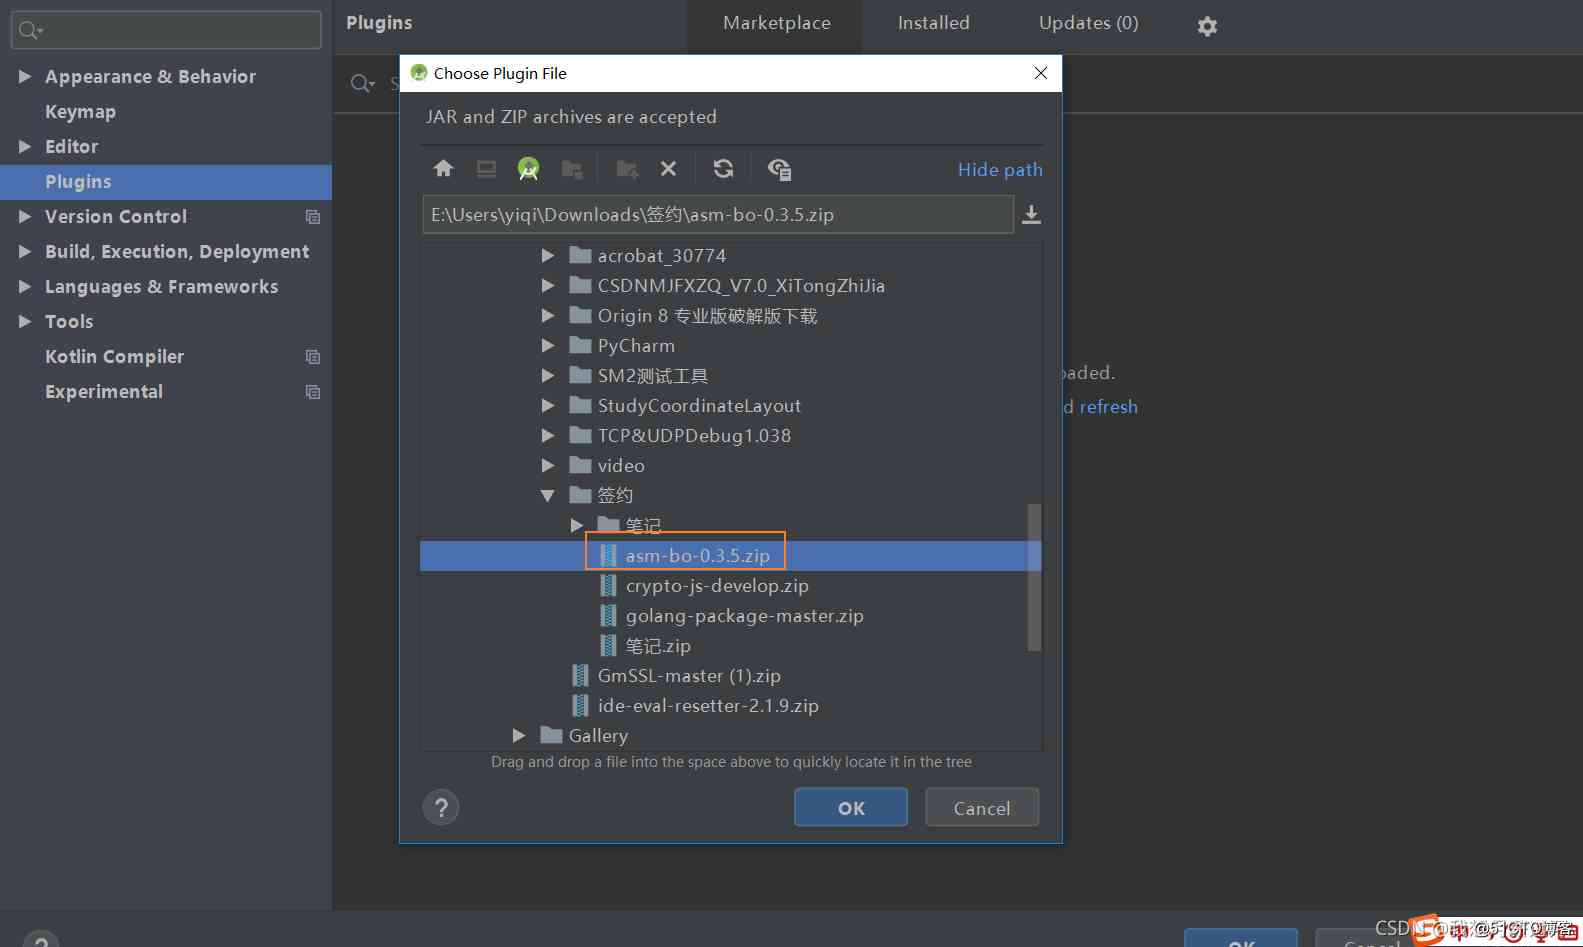 Plugins
Marketplace
Installed
Updates (0)
Appearance & Behavior
Keymap
Editor
Plugins
Version Control
Build, Execution, Deployment
Languages & Frameworks
Tools
Kotlin Compiler
Experimental
S
Choose Plugin File
JAR and ZIP archives are accepted
Hide path
E:\Users\yiqi\Downloads\签约\asm-bo-0.3.5.zip
acrobat_30774
CSDNMJFXZQ_V7.0_XiTongZhiJia
Origin 8 专业版破解版下载
PyCharm
SM2测试工具
StudyCoordinateLayout
TCP&UDPDebug1.038
video
签约
笔记
asm-bo-0.3.5.zip
crypto-js-develop.zip
golang-package-master.zip
笔记.zip
GmSSL-master (1).zip
ide-eval-resetter-2.1.9.zip
Gallery
Drag and drop a file into the space above to quickly locate it in the tree
?
OK
Cancel
oaded.
d refresh
?
OK
Cancel
CSDN
@51CTO博客